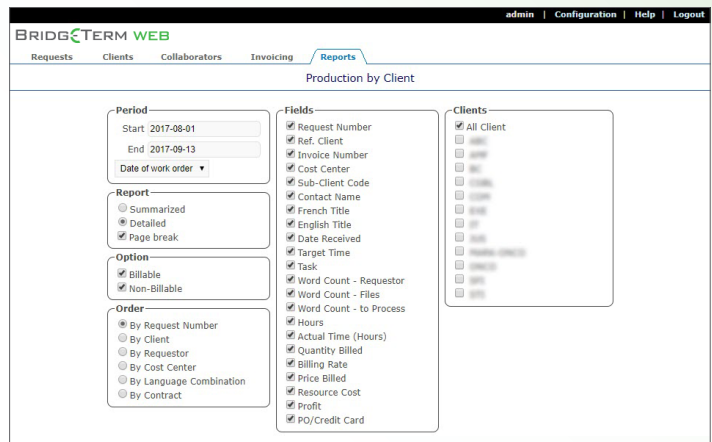 admin | Configuration | Help | Logout
BRIDGETERM WEB
Requests Clients Collaborators Invoicing Reports
Production by Client
Period
Start 2017-08-01
End 2017-09-13
Date of work order
Report
Summarized
Detailed
Page break
Option
Billable
Non-Billable
Order
By Request Number
By Client
By Requestor
By Cost Center
By Language Combination
By Contract
Fields
Request Number
Ref. Client
Invoice Number
Cost Center
Sub-Client Code
Contact Name
French Title
English Title
Date Received
Target Time
Task
Word Count - Requestor
Word Count - Files
Word Count - to Process
Hours
Actual Time (Hours)
Quantity Billed
Billing Rate
Price Billed
Resource Cost
Profit
PO/Credit Card
Clients
All Client